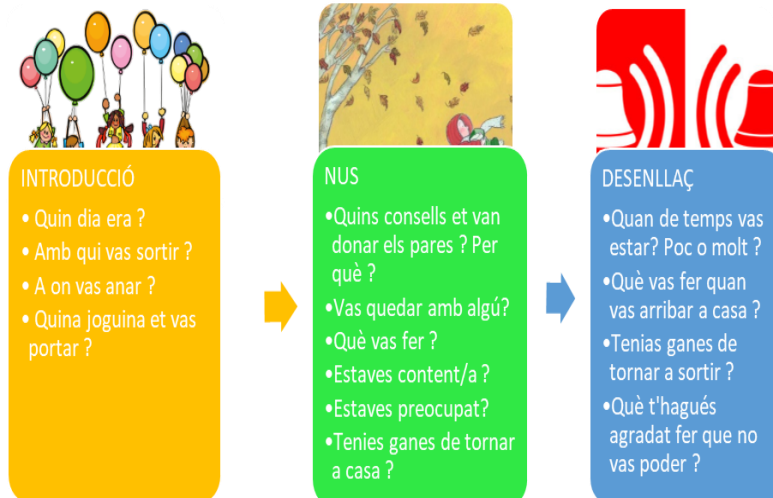 INTRODUCCIÓ
• Quin dia era ?
• Amb qui vas sortir ?
• A on vas anar ?
• Quina joguina et vas
portar ?
NUS
•Quins consells et van
donar els pares ? Per
què ?
•Vas quedar amb algú?
•Què vas fer ?
•Estaves content/a ?
•Estaves preocupat?
•Tenies ganes de tornar
a casa ?
DESENLLAÇ
•Quan de temps vas
estar? Poc o molt ?
•Què vas fer quan
vas arribar a casa ?
•Tenias ganes de
tornar a sortir ?
•Què t'hagués
agradat fer que no
vas poder ?